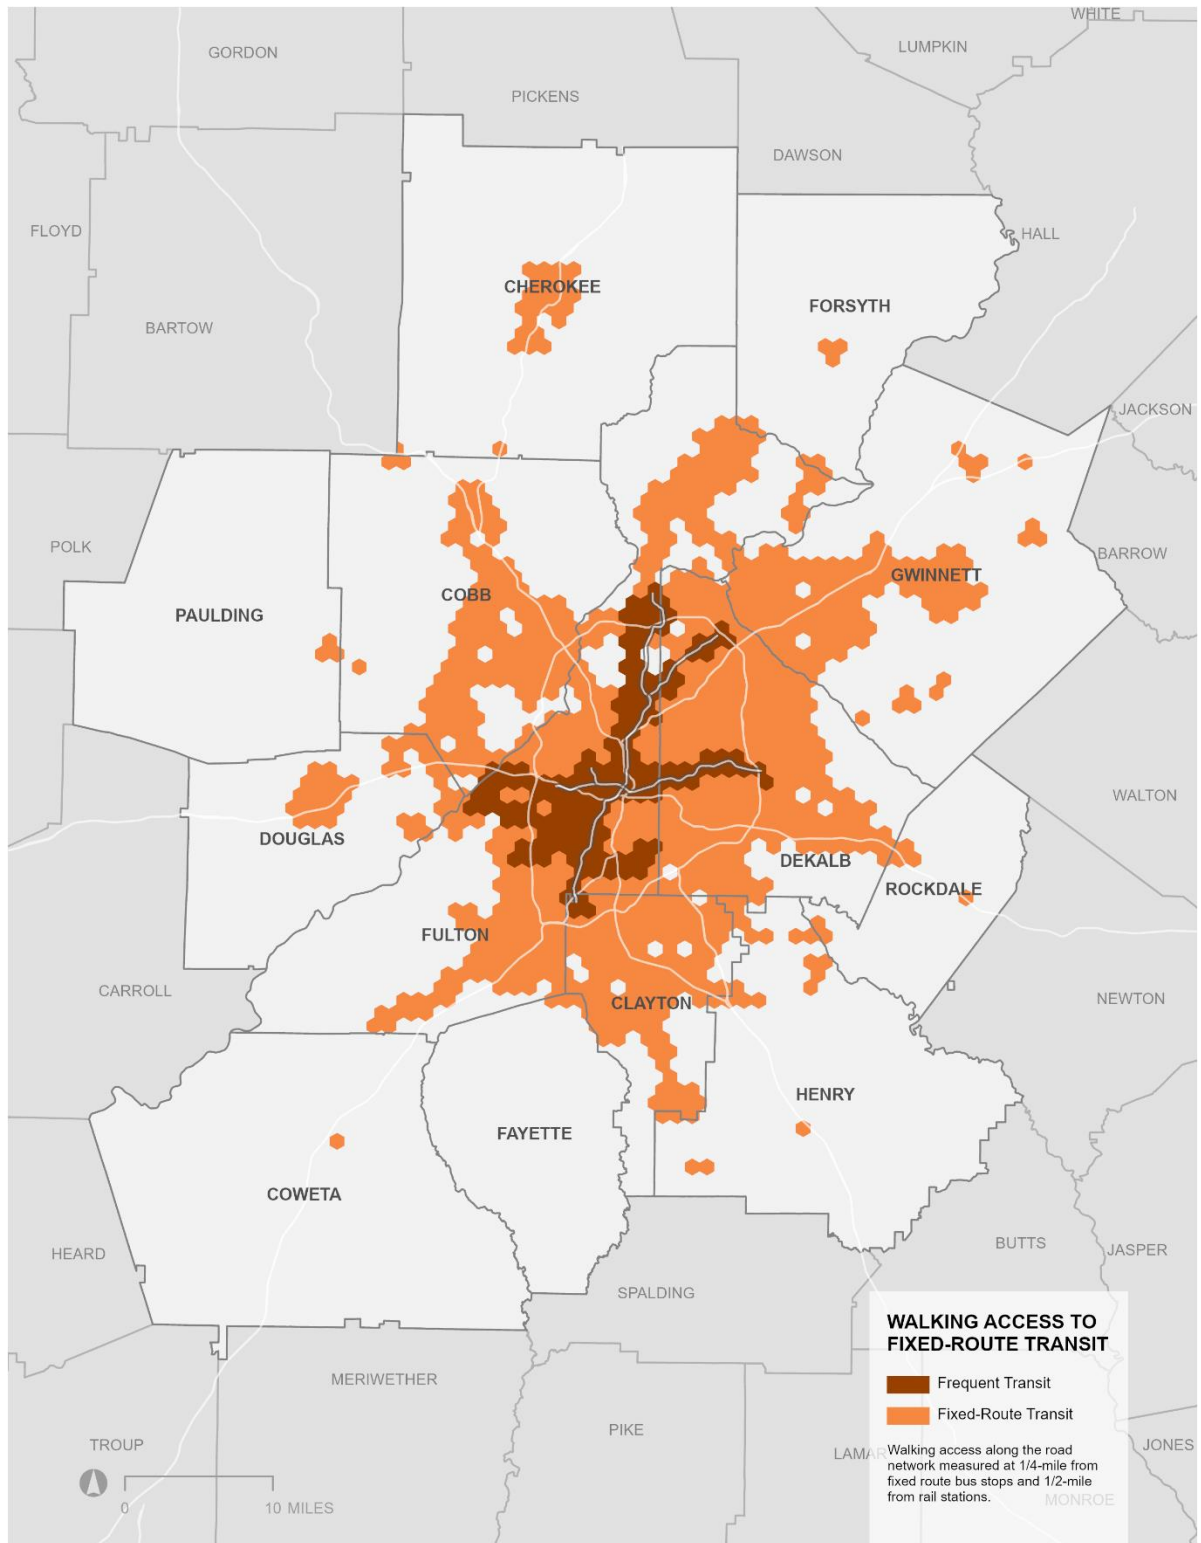 WHITE
LUMPKIN
GORDON
PICKENS
DAWSON
FLOYD
HALL
CHEROKEE
FORSYTH
BARTOW
JACKSON
POLK
BARROW
GWINNETT
COBB
PAULDING
WALTON
DOUGLAS
DEKALB
ROCKDALE
FULTON
CARROLL
NEWTON
CLAYTON
HENRY
FAYETTE
COWETA
HEARD
BUTTS
JASPER
SPALDING
WALKING ACCESS TO
FIXED-ROUTE TRANSIT
Frequent Transit
Fixed-Route Transit
Walking access along the road
network measured at 1/4-mile from
fixed route bus stops and 1/2-mile
from rail stations.
MERIWETHER
PIKE
TROUP
LAMAR
JONES
MONROE
0 10 MILES